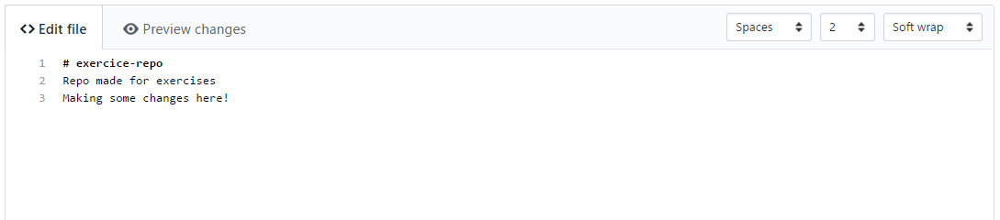 <> Edit file
Preview changes
Spaces
2
Soft wrap
1 # exercice-repo
2 Repo made for exercises
3 Making some changes here!